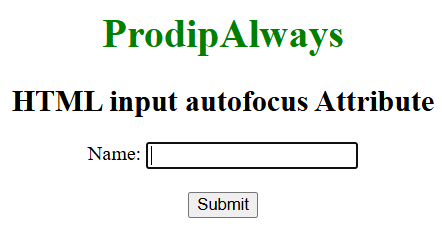 ProdipAlways
HTML input autofocus Attribute
Name:
Submit